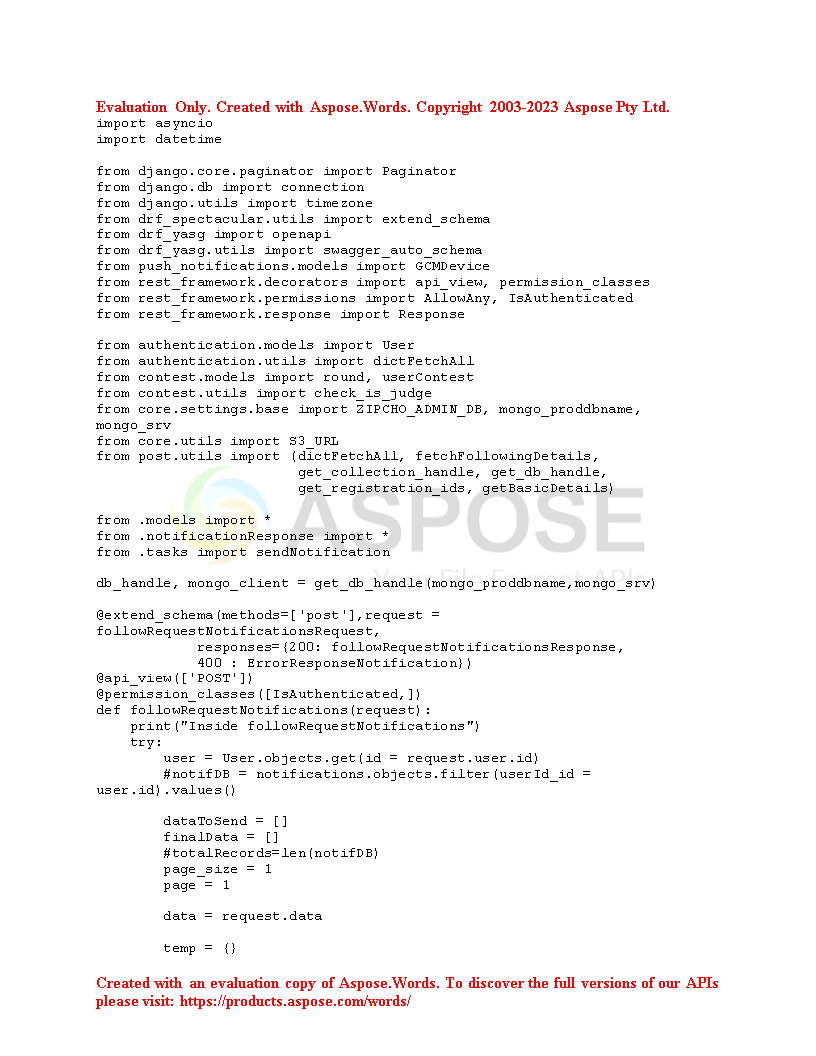 Evaluation Only. Created with Aspose.Words. Copyright 2003-2023 Aspose Pty Ltd.
import asyncio
import datetime

from django.core.paginator import Paginator
from django.db import connection
from django.utils import timezone
from drf_spectacular.utils import extend_schema
from drf_yasg import openapi
from drf_yasg.utils import swagger_auto_schema
from push_notifications.models import GCMDevice
from rest_framework.decorators import api_view, permission_classes
from rest_framework.permissions import AllowAny, IsAuthenticated
from rest_framework.response import Response

from authentication.models import User
from authentication.utils import dictFetchAll
from contest.models import round, userContest
from contest.utils import check_is_judge
from core.settings.base import ZIPCHO_ADMIN_DB, mongo_proddbname,
mongo_srv
from core.utils import S3_URL
from post.utils import (dictFetchAll, fetchFollowingDetails,
                        get_collection_handle, get_db_handle,
                        get_registration_ids, getBasicDetails)
ASPOSE
from .models import *
from .notificationResponse import *
from .tasks import sendNotification
Your File Format APIs
db_handle, mongo_client = get_db_handle(mongo_proddbname,mongo_srv)

@extend_schema(methods=['post'],request =
followRequestNotificationsRequest,
            responses={200: followRequestNotificationsResponse,
            400 : ErrorResponseNotification})
@api_view(['POST'])
@permission_classes([IsAuthenticated,])
def followRequestNotifications(request):
    print("Inside followRequestNotifications")
    try:
        user = User.objects.get(id = request.user.id)
        #notifDB = notifications.objects.filter(userId_id =
user.id).values()

        dataToSend = []
        finalData = []
        #totalRecords=len(notifDB)
        page_size = 1
        page = 1

        data = request.data

        temp = {}

Created with an evaluation copy of Aspose.Words. To discover the full versions of our APIs
please visit: https://products.aspose.com/words/